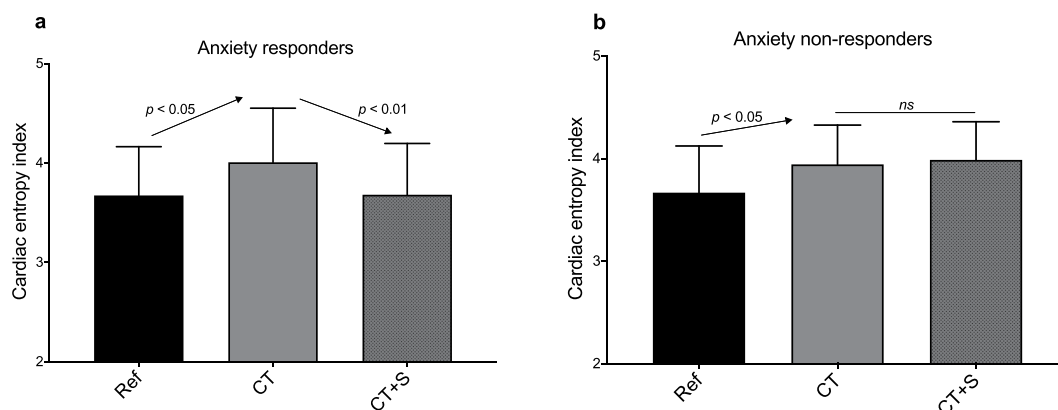 a
Anxiety responders
Cardiac entropy index
5
4
3
2
p < 0.05
p < 0.01
Ref
CT
CT+S
b
Anxiety non-responders
Cardiac entropy index
5
4
3
2
p < 0.05
ns
Ref
CT
CT+S